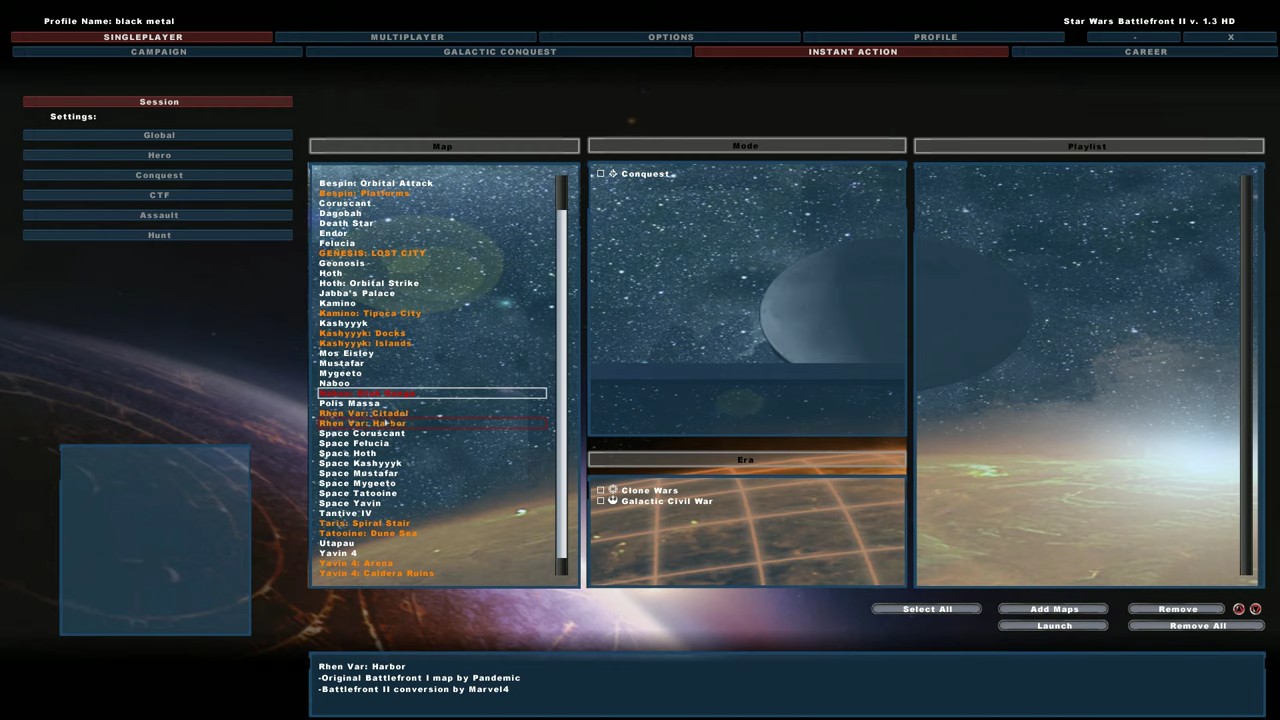 Profile Name: black metal
Star Wars Battlefront II v. 1.3 HD
SINGLEPLAYER
MULTIPLAYER
OPTIONS
PROFILE
-
X
CAMPAIGN
GALACTIC CONQUEST
INSTANT ACTION
CAREER
Session
Settings:
Global
Hero
Conquest
CTF
Assault
Hunt
Map
Bespin: Orbital Attack
Bespin: Platforms
Coruscant
Dagobah
Death Star
Endor
Felucia
GENESIS: LOST CITY
Geonosis
Hoth
Hoth: Orbital Strike
Jabba's Palace
Kamino
Kamino: Tipoca City
Kashyyyk
Kashyyyk: Docks
Kashyyyk: Islands
Mos Eisley
Mustafar
Mygeeto
Naboo
Polis Massa
Rhen Var: Citadel
Rhen Var: Harbor
Space Coruscant
Space Felucia
Space Hoth
Space Kashyyyk
Space Mustafar
Space Mygeeto
Space Tatooine
Space Yavin
Tantive IV
Taris: Spiral Stair
Tatooine: Dune Sea
Utapau
Yavin 4
Yavin 4: Arena
Yavin 4: Caldera Ruins
Mode
Conquest
Era
Clone Wars
Galactic Civil War
Playlist
Select All
Add Maps
Remove
Launch
Remove All
Rhen Var: Harbor
-Original Battlefront I map by Pandemic
-Battlefront II conversion by Marvel4